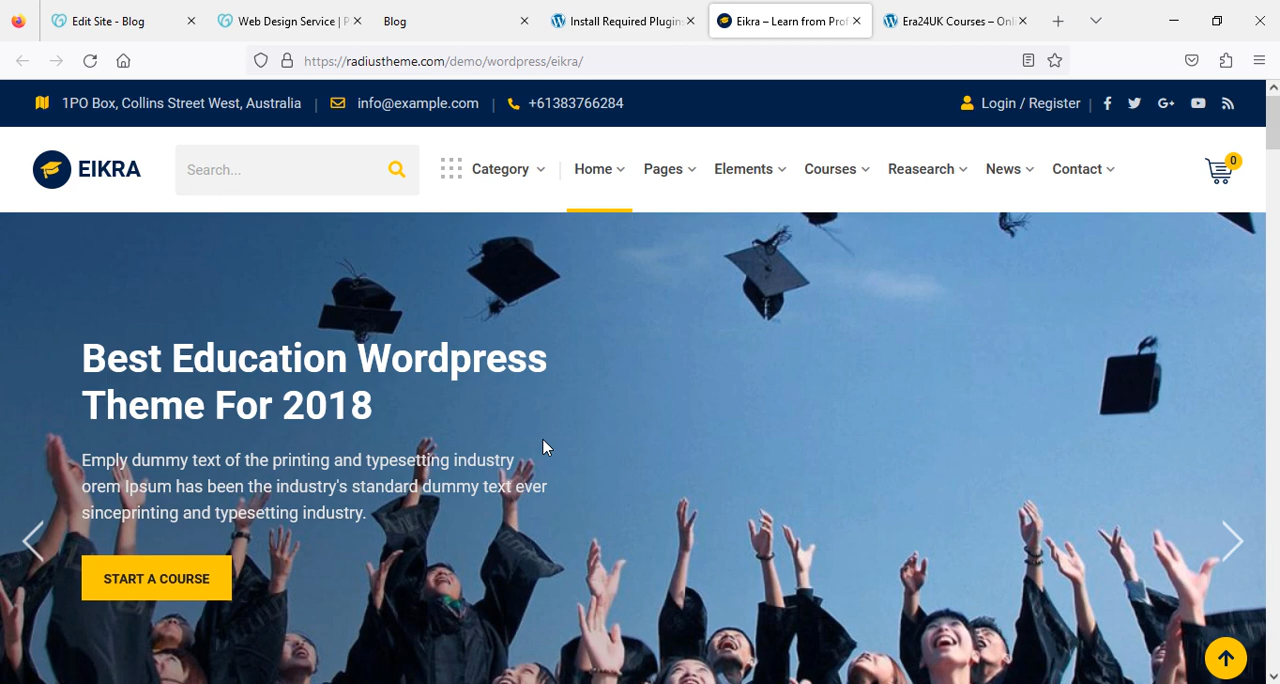 Edit Site - Blog
Web Design Service | P
Blog
Install Required Plugins
Eikra – Learn from Prof
Era24UK Courses – Onl
https://radiustheme.com/demo/wordpress/eikra/
1PO Box, Collins Street West, Australia | info@example.com | +61383766284
Login / Register |
EIKRA
Search...
Category
Home
Pages
Elements
Courses
Reasearch
News
Contact
0
Best Education Wordpress
Theme For 2018
Emply dummy text of the printing and typesetting industry
orem Ipsum has been the industry's standard dummy text ever
sinceprinting and typesetting industry.
START A COURSE